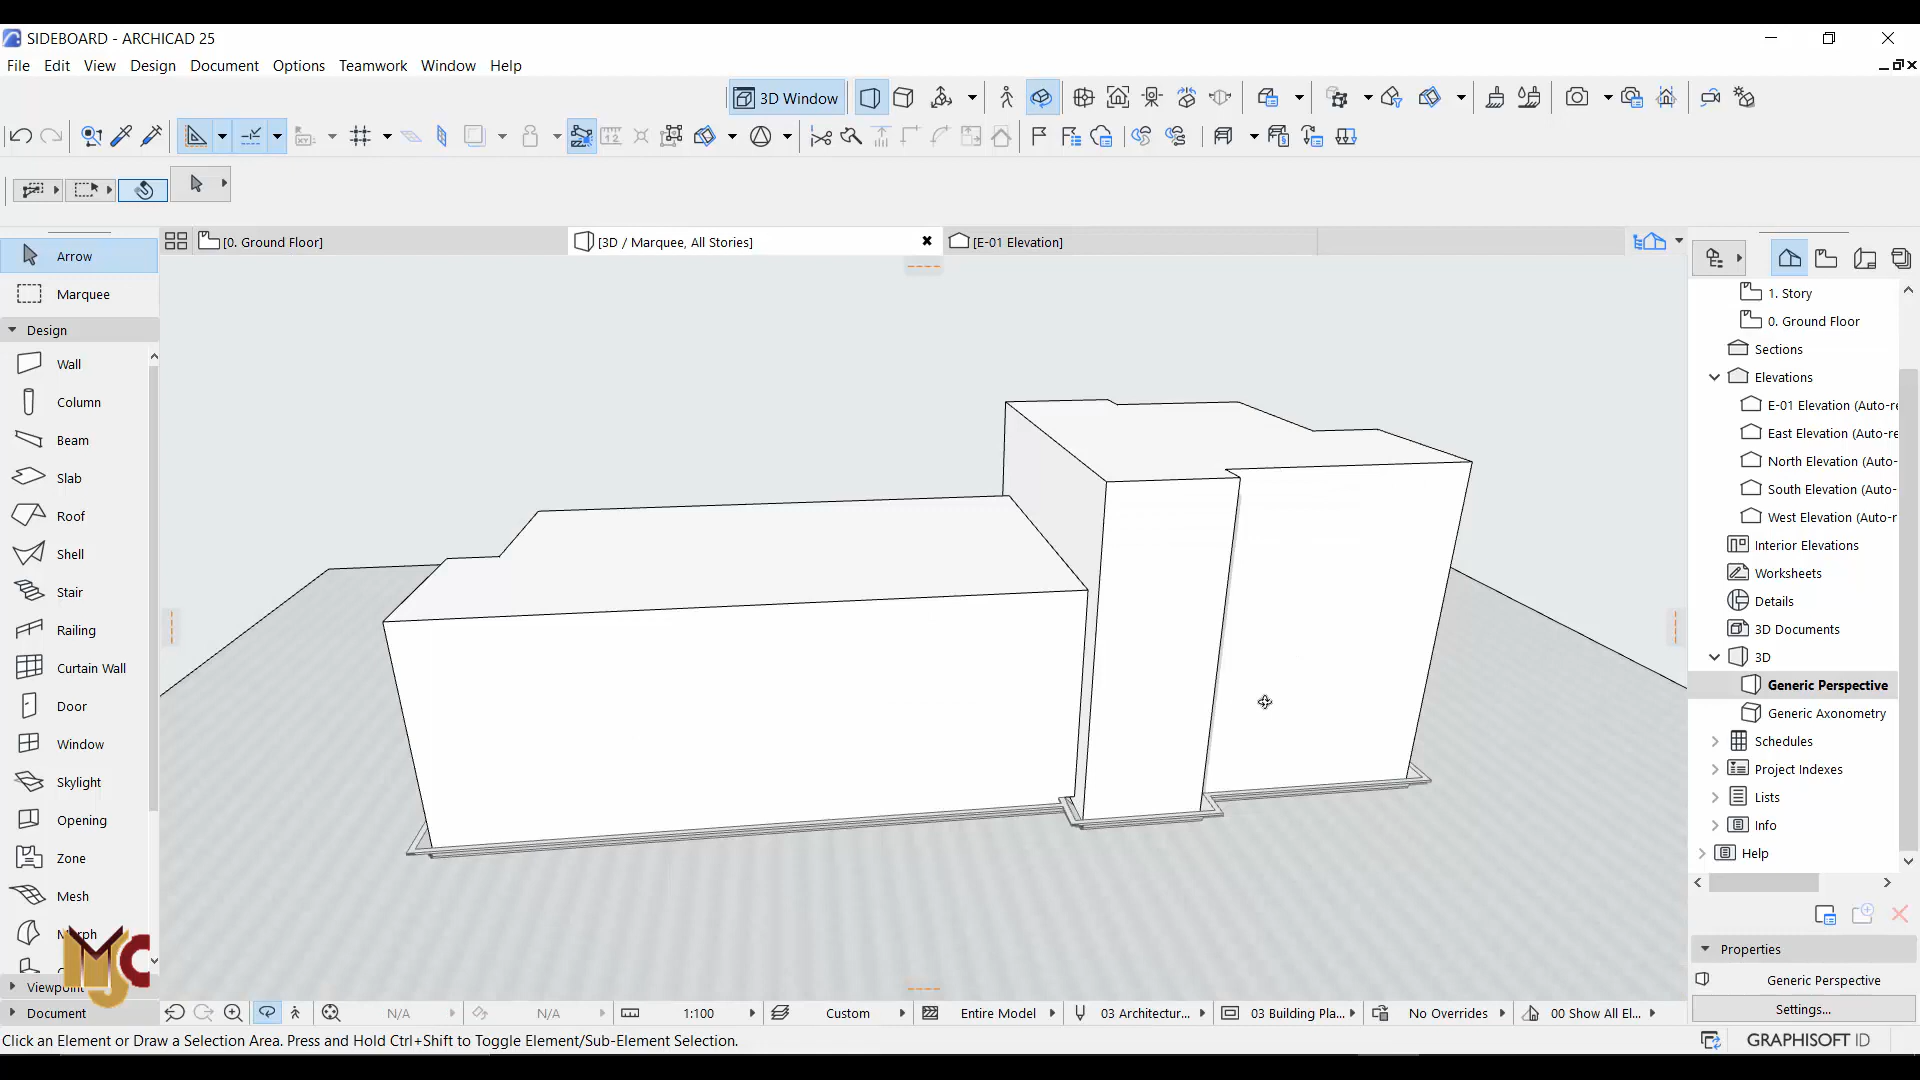 SIDEBOARD - ARCHICAD 25
File Edit View Design Document Options Teamwork Window Help
3D Window
[0. Ground Floor] [3D / Marquee, All Stories] [E-01 Elevation]
Arrow
Marquee
Design
Wall
Column
Beam
Slab
Roof
Shell
Stair
Railing
Curtain Wall
Door
Window
Skylight
Opening
Zone
Mesh
Document
1. Story
0. Ground Floor
Sections
Elevations
E-01 Elevation (Auto-re
East Elevation (Auto-re
North Elevation (Auto-
South Elevation (Auto-
West Elevation (Auto-r
Interior Elevations
Worksheets
Details
3D Documents
3D
Generic Perspective
Generic Axonometry
Schedules
Project Indexes
Lists
Info
Help
Properties
Generic Perspective
Settings...
N/A N/A 1:100 Custom Entire Model 03 Architectur... 03 Building Pla... No Overrides 00 Show All El...
Click an Element or Draw a Selection Area. Press and Hold Ctrl+Shift to Toggle Element/Sub-Element Selection.
GRAPHISOFT ID